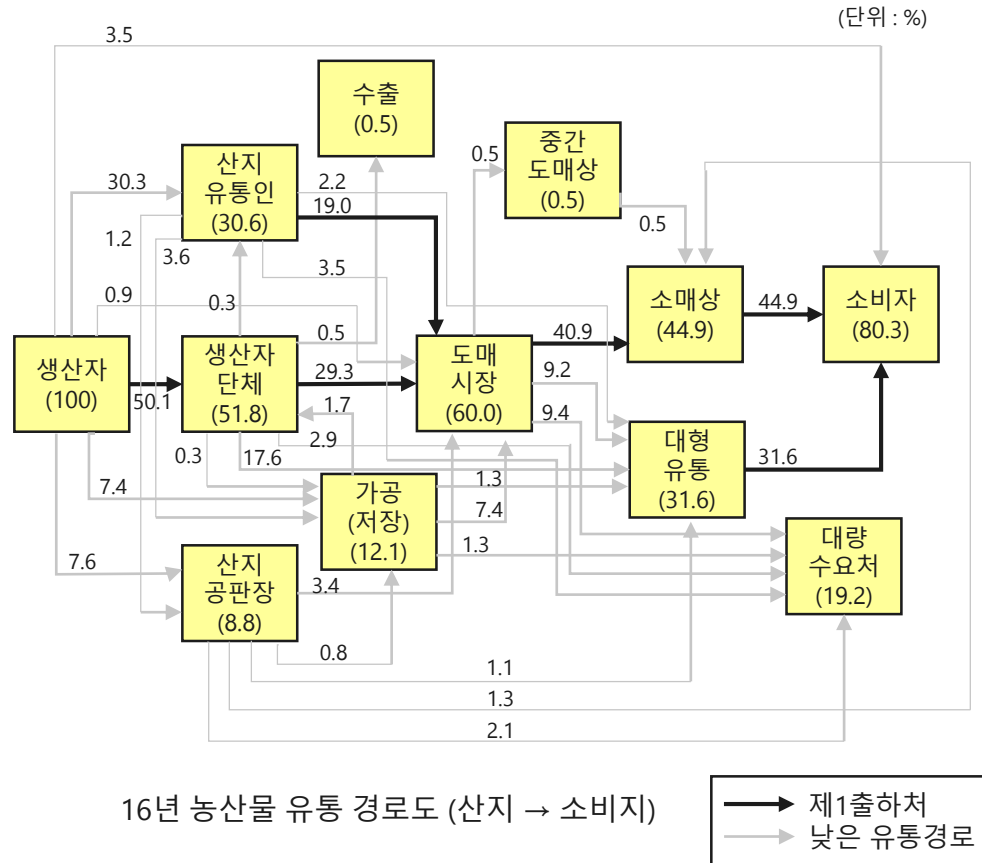 (단위 : %)
3.5
수출
(0.5)
중간
도매상
(0.5)
0.5
산지
유통인
(30.6)
30.3
2.2
19.0
0.5
1.2
3.6
3.5
0.9
0.3
소매상
(44.9)
44.9
소비자
(80.3)
생산자
(100)
50.1
생산자
단체
(51.8)
0.5
29.3
도매
시장
(60.0)
40.9
9.2
9.4
1.7
2.9
0.3
17.6
대형
유통
(31.6)
31.6
7.4
가공
(저장)
(12.1)
1.3
7.4
1.3
대량
수요처
(19.2)
7.6
산지
공판장
(8.8)
3.4
0.8
1.1
1.3
2.1
16년 농산물 유통 경로도 (산지 → 소비지)
제1출하처
낮은 유통경로